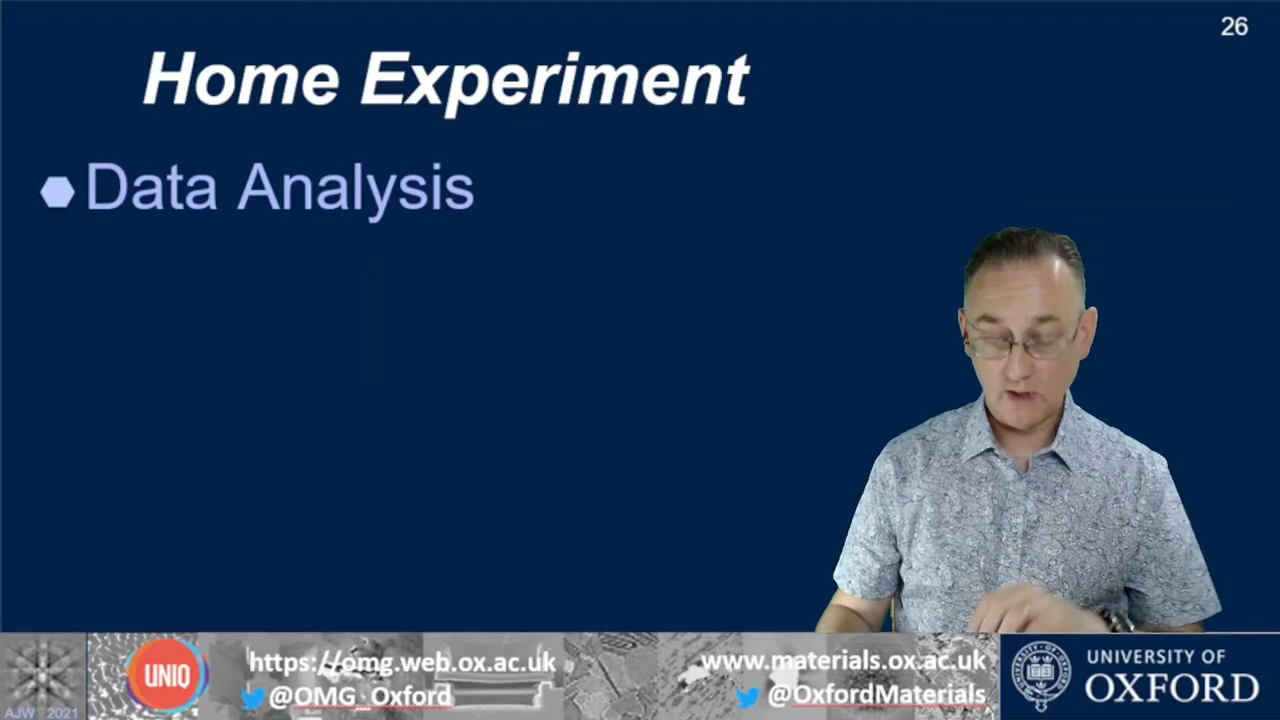 26
Home Experiment
Data Analysis
https://omg.web.ox.ac.uk
@OMG_Oxford
www.materials.ox.ac.uk
@OxfordMaterials
UNIQ
UNIVERSITY OF
OXFORD
AJW 2021